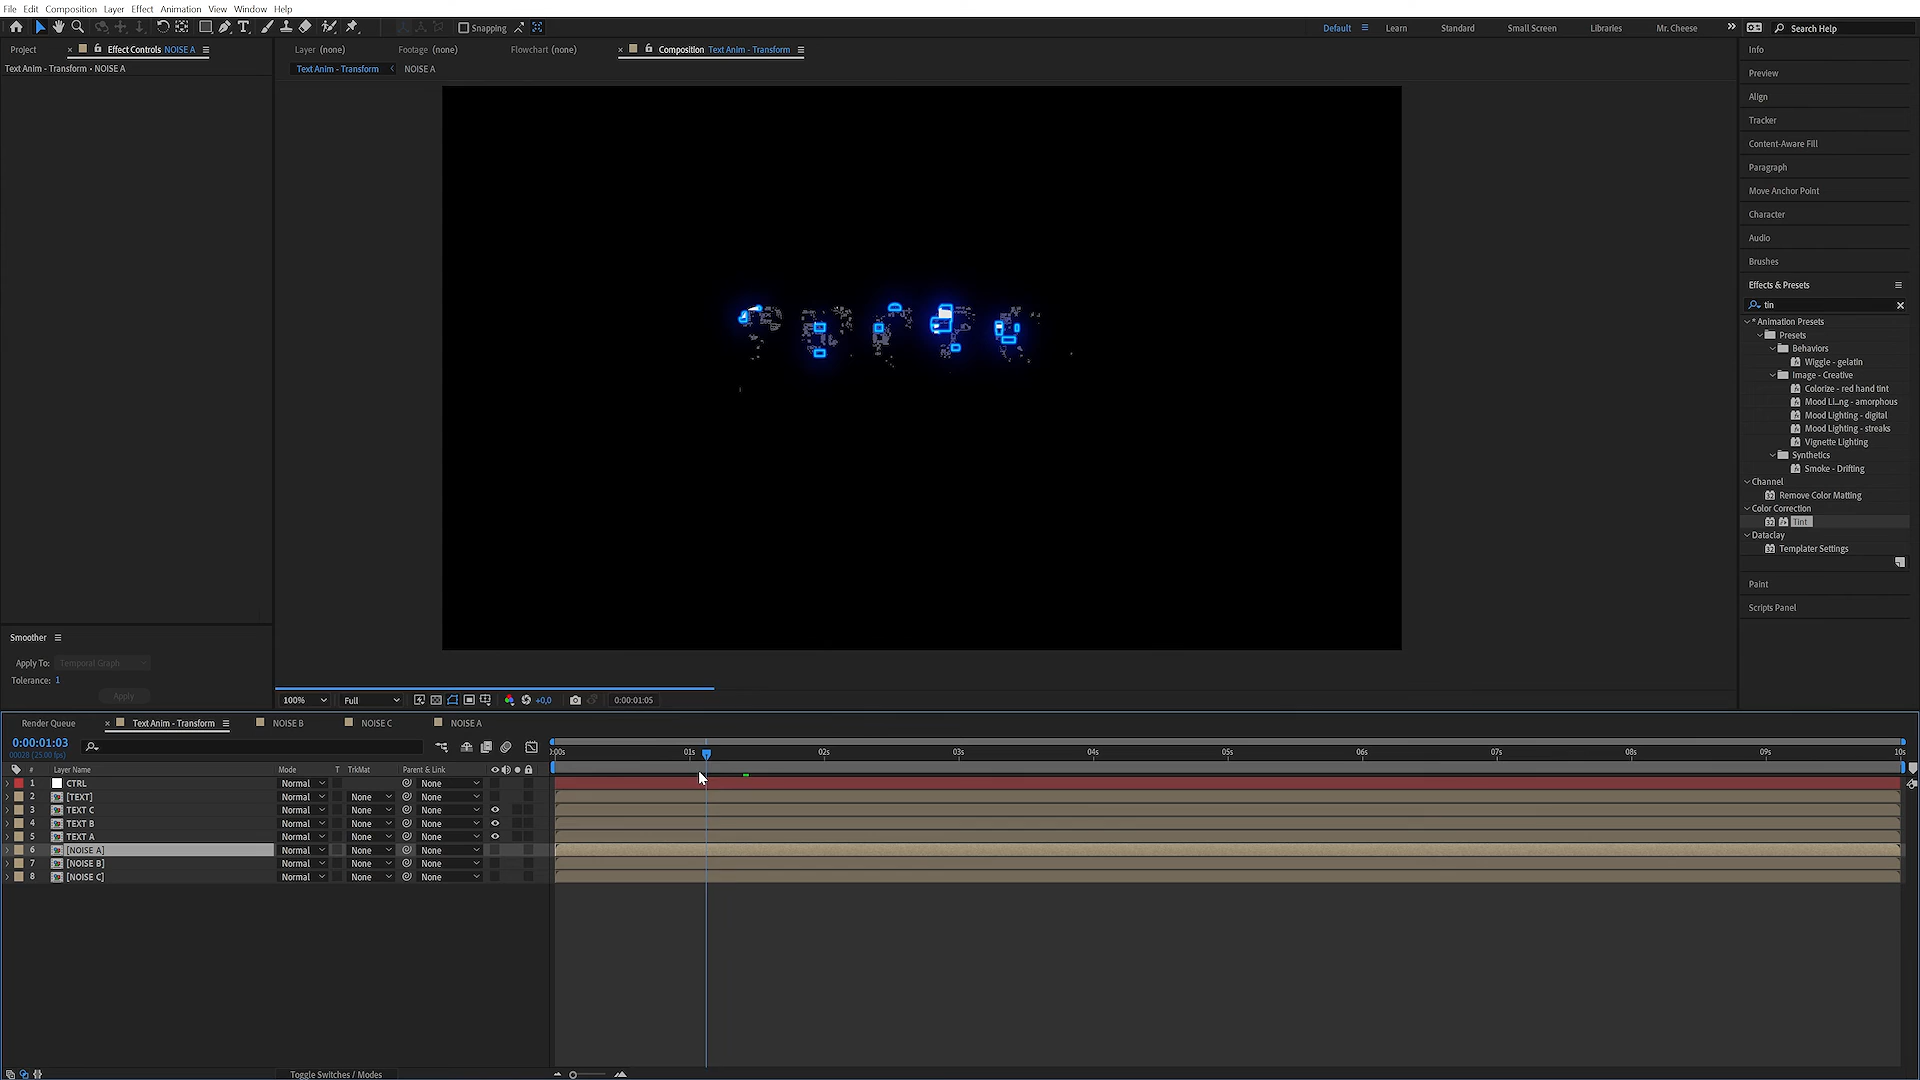 File Edit Composition Layer Effect Animation View Window Help
Snapping
Default Learn Standard Small Screen Libraries Mr. Cheese Search Help
Project Effect Controls NOISE A
Text Anim - Transform • NOISE A
Layer (none) Footage (none) Flowchart (none) Composition Text Anim - Transform
Text Anim - Transform NOISE A
Smoother
Apply To: Temporal Graph
Tolerance: 1
Apply
100% Full +0,0 0:00:01:05
Info
Preview
Align
Tracker
Content-Aware Fill
Paragraph
Move Anchor Point
Character
Audio
Brushes
Effects & Presets
tin
* Animation Presets
Presets
Behaviors
Wiggle - gelatin
Image - Creative
Colorize - red hand tint
Mood Li...ng - amorphous
Mood Lighting - digital
Mood Lighting - streaks
Vignette Lighting
Synthetics
Smoke - Drifting
Channel
Remove Color Matting
Color Correction
Tint
Dataclay
Templater Settings
Paint
Scripts Panel
Render Queue Text Anim - Transform NOISE B NOISE C NOISE A
0:00:01:03
00028 (25.00 fps)
:00s 01s 02s 03s 04s 05s 06s 07s 08s 09s 10s
# Layer Name Mode T TrkMat Parent & Link
1 CTRL Normal None
2 [TEXT] Normal None None
3 TEXT C Normal None None
4 TEXT B Normal None None
5 TEXT A Normal None None
6 [NOISE A] Normal None None
7 [NOISE B] Normal None None
8 [NOISE C] Normal None None
Toggle Switches / Modes